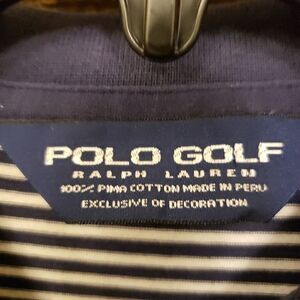 POLO GOLF
RALPH LAUREN
100% PIMA COTTON MADE IN PERU
EXCLUSIVE OF DECORATION